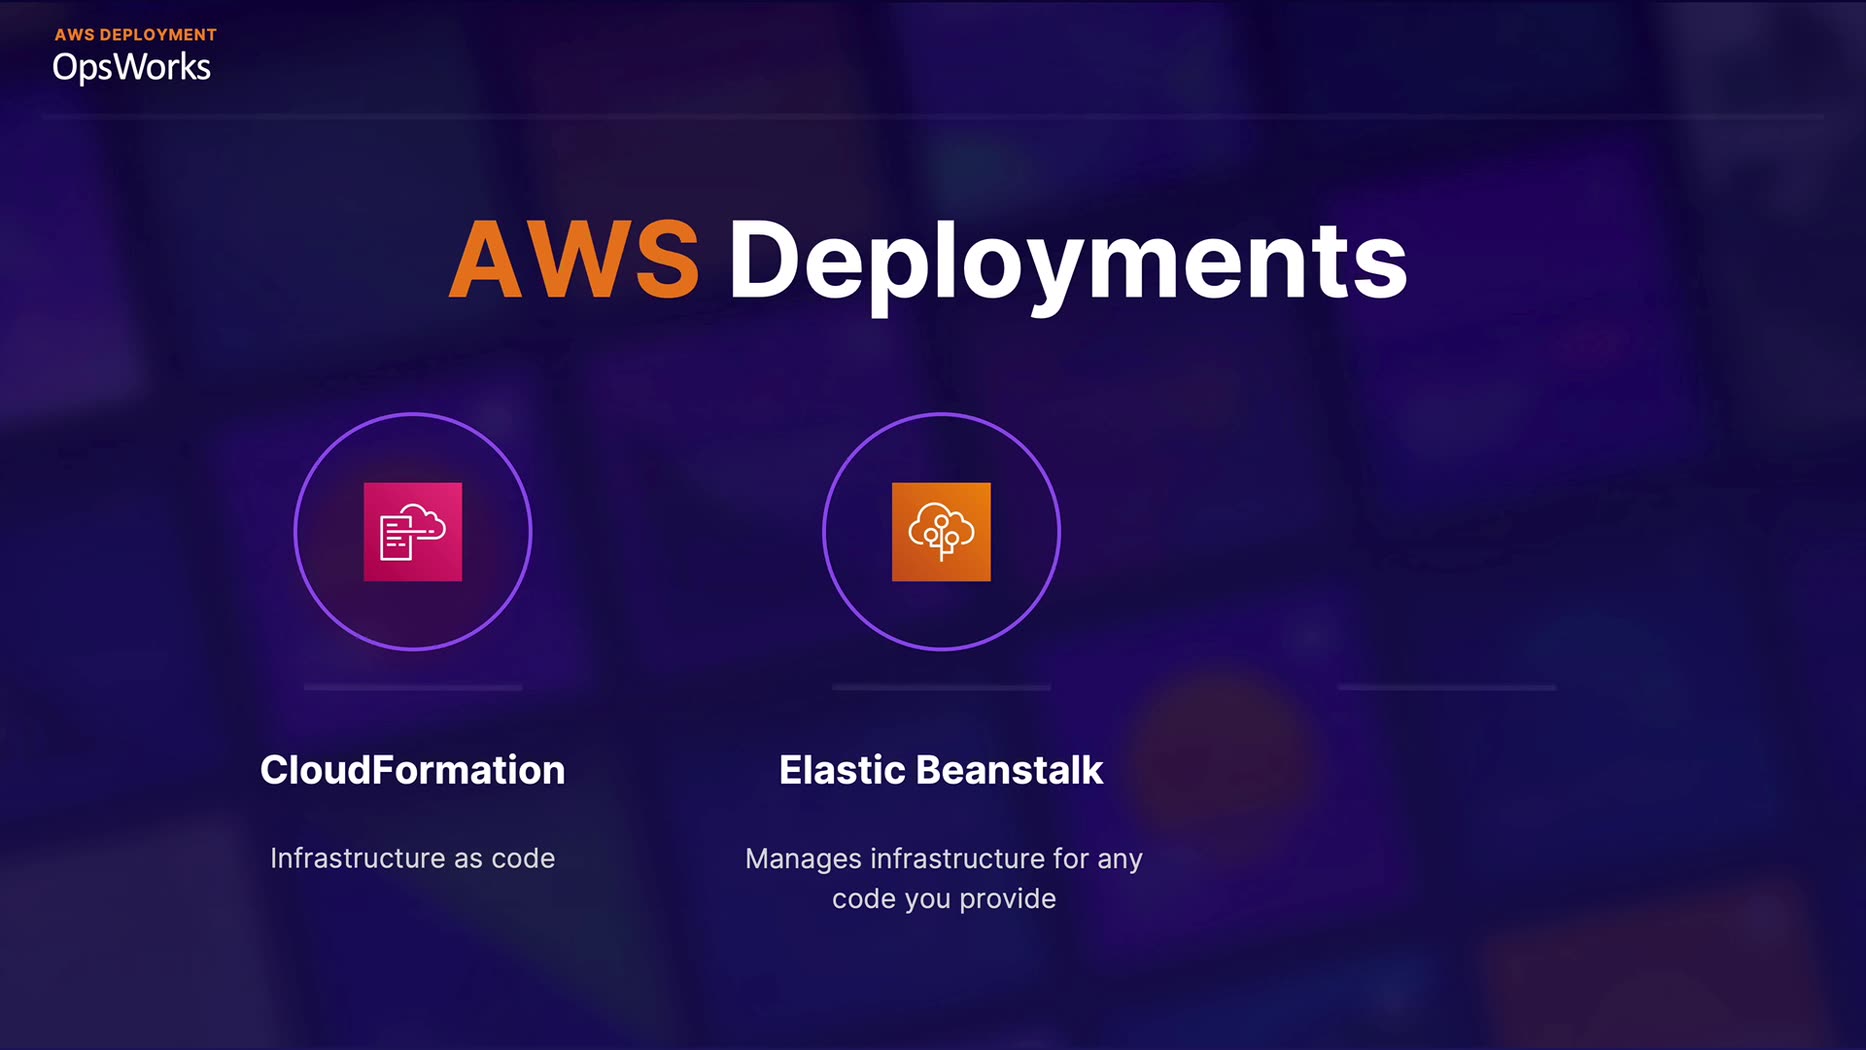 AWS DEPLOYMENT
OpsWorks
AWS Deployments
CloudFormation
Infrastructure as code
Elastic Beanstalk
Manages infrastructure for any
code you provide